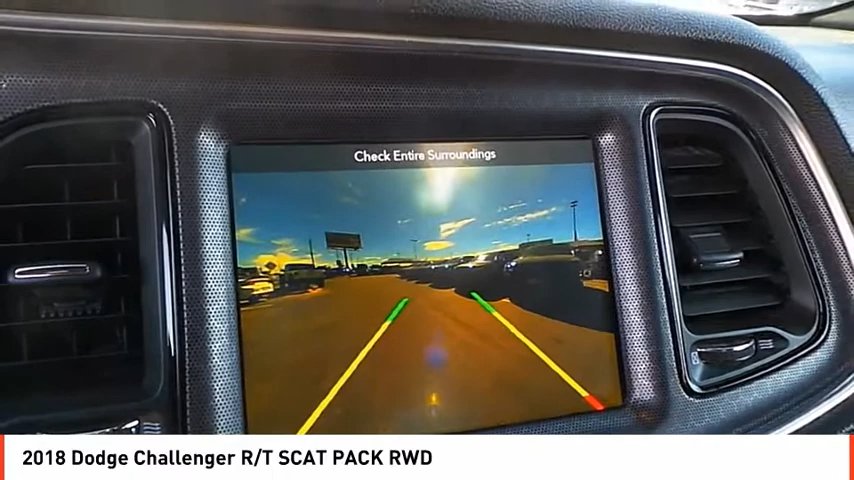 Check Entire Surroundings
2018 Dodge Challenger R/T SCAT PACK RWD